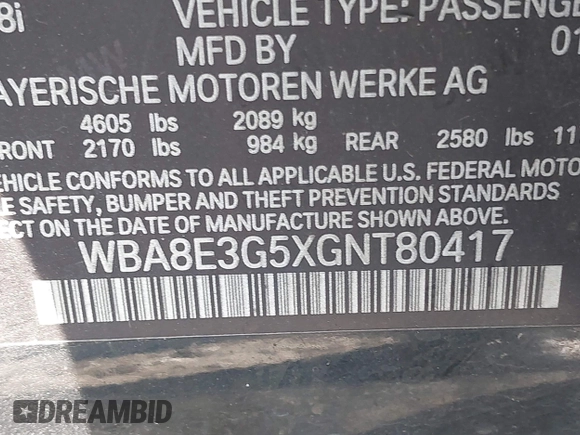 8i VEHICLE TYPE: PASSENGE
MFD BY 01
AYERISCHE MOTOREN WERKE AG
4605 lbs 2089 kg
FRONT 2170 lbs 984 kg REAR 2580 lbs 11
EHICLE CONFORMS TO ALL APPLICABLE U.S. FEDERAL MOTO
LE SAFETY, BUMPER AND THEFT PREVENTION STANDARDS
ECT ON THE DATE OF MANUFACTURE SHOWN ABOVE.
WBA8E3G5XGNT80417
DREAMBID